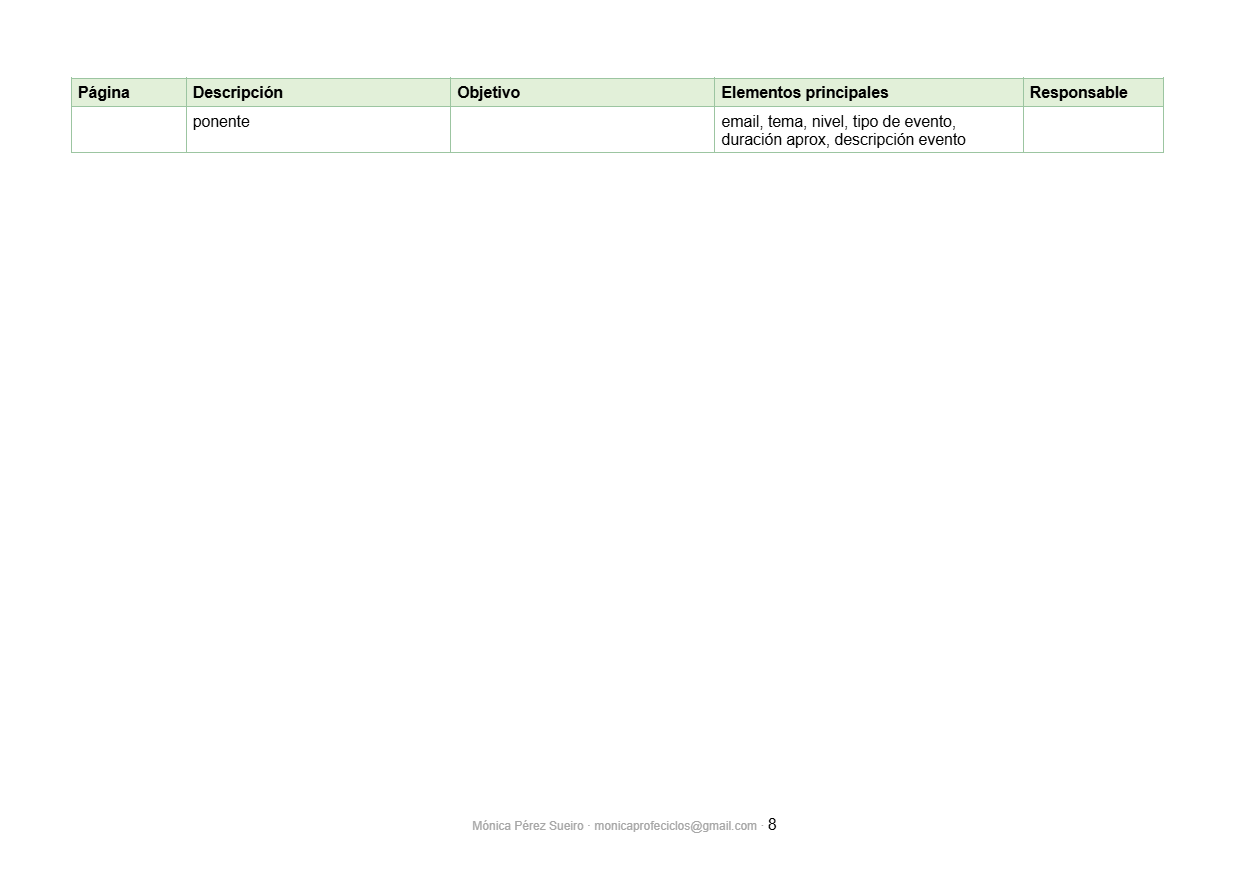 Página Descripción Objetivo Elementos principales Responsable
ponente email, tema, nivel, tipo de evento,
duración aprox, descripción evento
Mónica Pérez Sueiro · monicaprofeciclos@gmail.com · 8